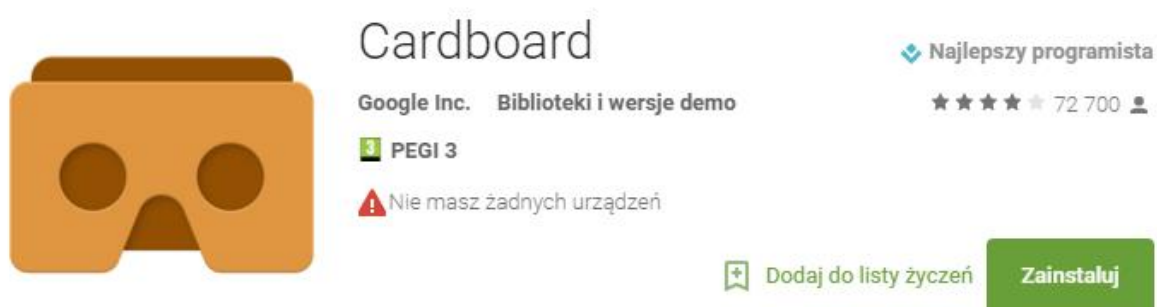 Cardboard
Najlepszy programista
Google Inc. Biblioteki i wersje demo
72 700
3 PEGI 3
Nie masz żadnych urządzeń
Dodaj do listy życzeń
Zainstaluj